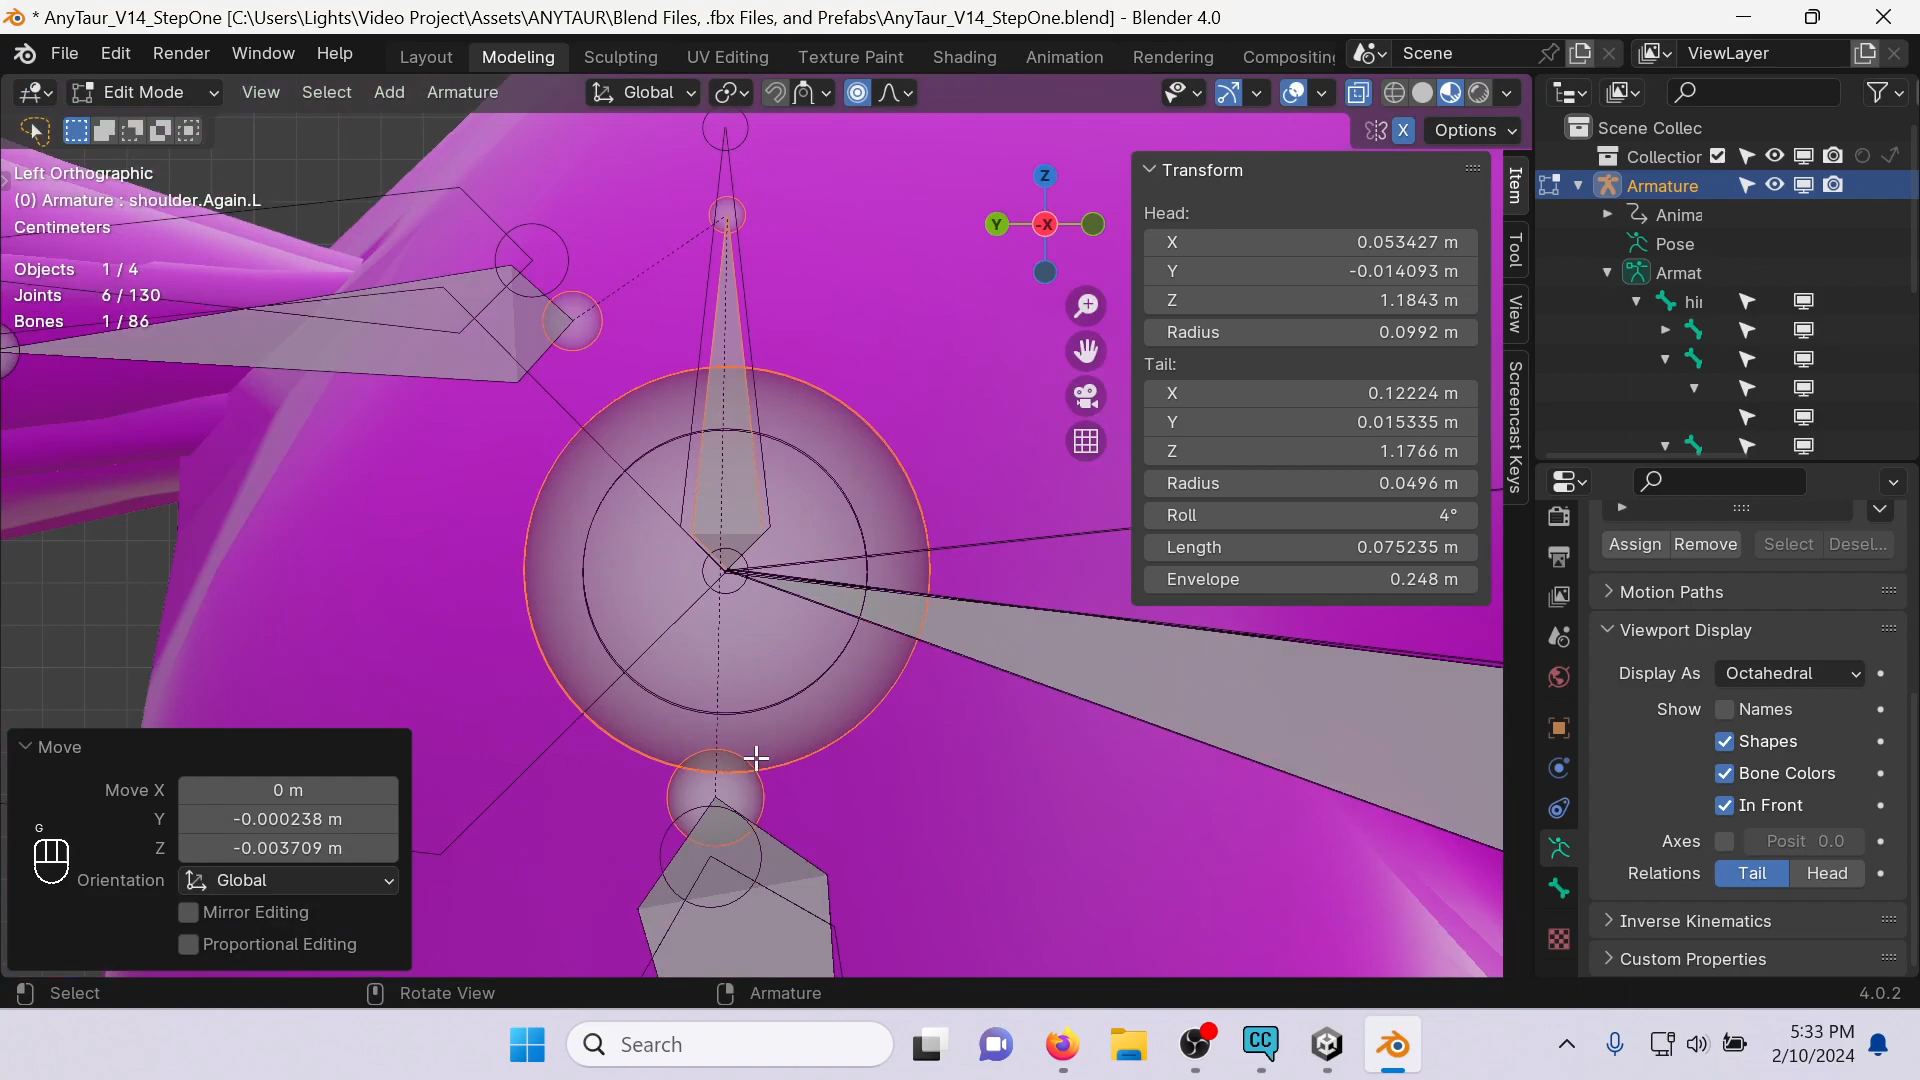 * AnyTaur_V14_StepOne [C:\Users\Lights\Video Project\Assets\ANYTAUR\Blend Files, .fbx Files, and Prefabs\AnyTaur_V14_StepOne.blend] - Blender 4.0
File Edit Render Window Help Layout Modeling Sculpting UV Editing Texture Paint Shading Animation Rendering Compositing Scene ViewLayer
Edit Mode View Select Add Armature Global
X Options
Left Orthographic
(0) Armature : shoulder.Again.L
Centimeters
Objects 1 / 4
Joints 6 / 130
Bones 1 / 86
Z
Y -X
Transform
Head:
X 0.053427 m
Y -0.014093 m
Z 1.1843 m
Radius 0.0992 m
Tail:
X 0.12224 m
Y 0.015335 m
Z 1.1766 m
Radius 0.0496 m
Roll 4°
Length 0.075235 m
Envelope 0.248 m
Item
Tool
View
Screencast Keys
Scene Collec
Collection
Armature
Anima
Pose
Armat
hi
Assign Remove Select Desel...
Motion Paths
Viewport Display
Display As Octahedral
Show Names
Shapes
Bone Colors
In Front
Axes Posit 0.0
Relations Tail Head
Inverse Kinematics
Custom Properties
Move
Move X 0 m
Y -0.000238 m
Z -0.003709 m
Orientation Global
Mirror Editing
Proportional Editing
G
Select Rotate View Armature 4.0.2
Search
CC
5:33 PM
2/10/2024